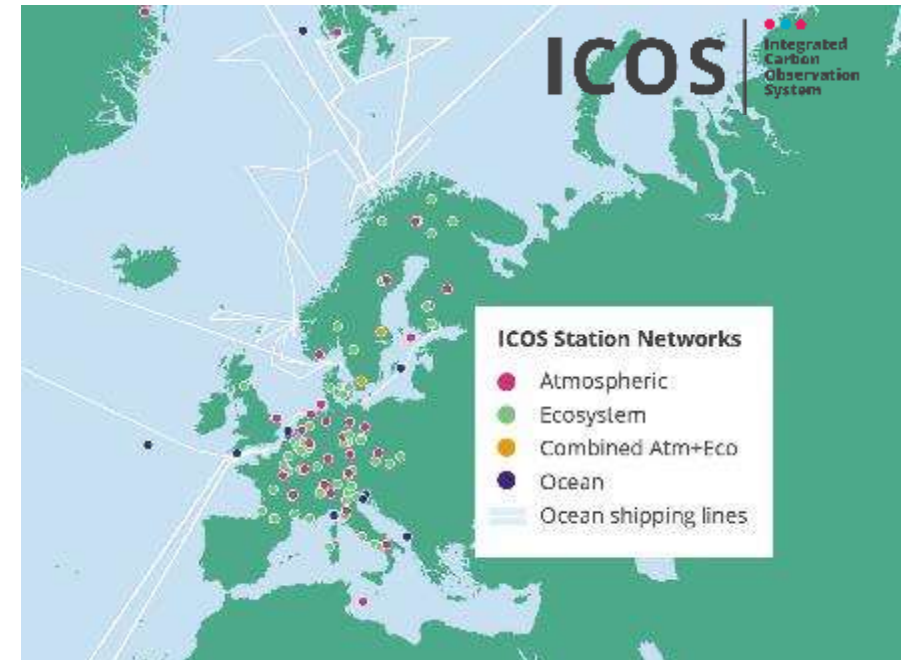 ICOS
Integrated
Carbon
Observation
System
ICOS Station Networks
Atmospheric
Ecosystem
Combined Atm+Eco
Ocean
Ocean shipping lines